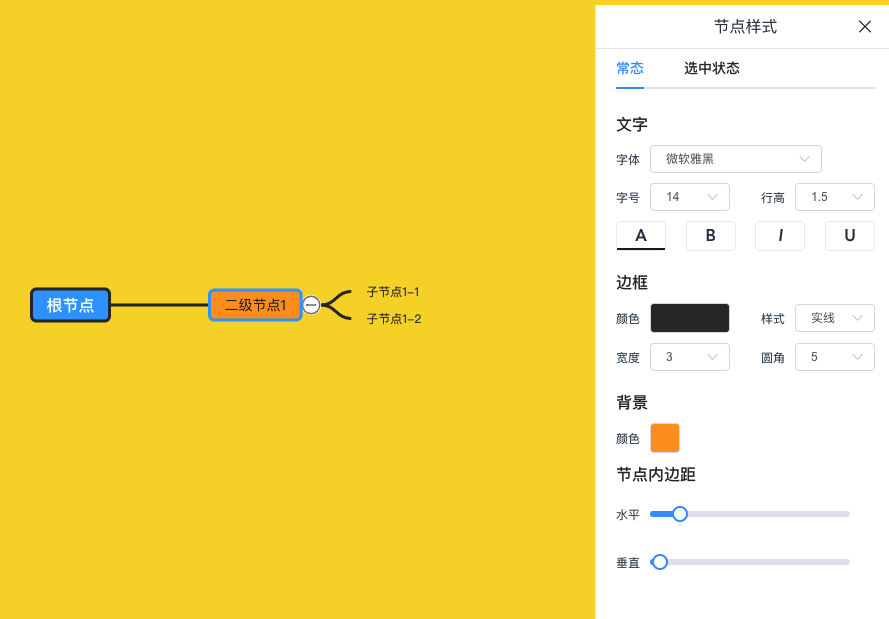 节点样式
常态 选中状态
文字
字体 微软雅黑
字号 14 行高 1.5
A B I U
边框
颜色 样式 实线
宽度 3 圆角 5
背景
颜色
节点内边距
水平
垂直
根节点
二级节点1
子节点1-1
子节点1-2